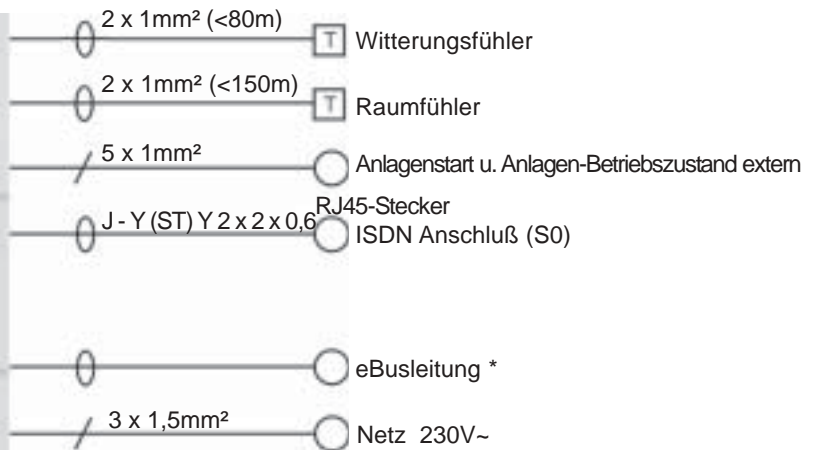 2 x 1mm² (<80m)
T Witterungsfühler
2 x 1mm² (<150m)
T Raumfühler
5 x 1mm²
Anlagenstart u. Anlagen-Betriebszustand extern
RJ45-Stecker
J - Y (ST) Y 2 x 2 x 0,6
ISDN Anschluß (S0)
eBusleitung *
3 x 1,5mm²
Netz 230V~